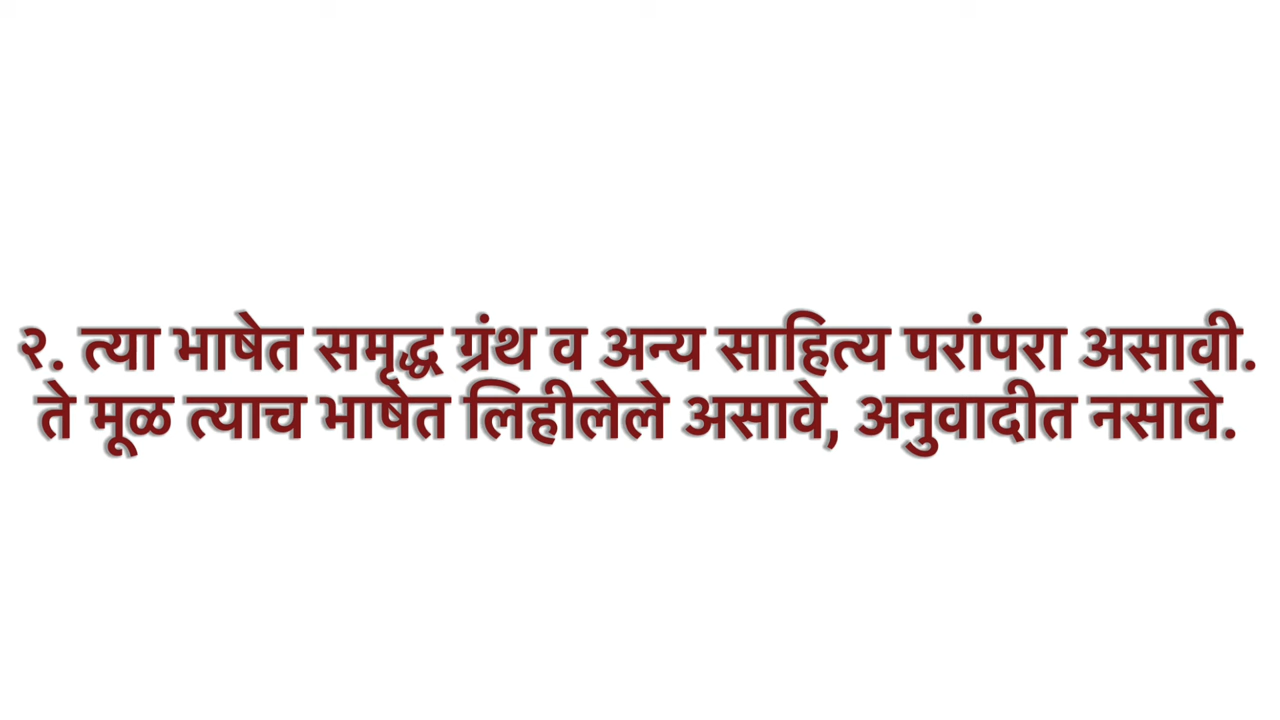 २. त्या भाषेत समृद्ध ग्रंथ व अन्य साहित्य परांपरा असावी.
ते मूळ त्याच भाषेत लिहीलेले असावे, अनुवादीत नसावे.